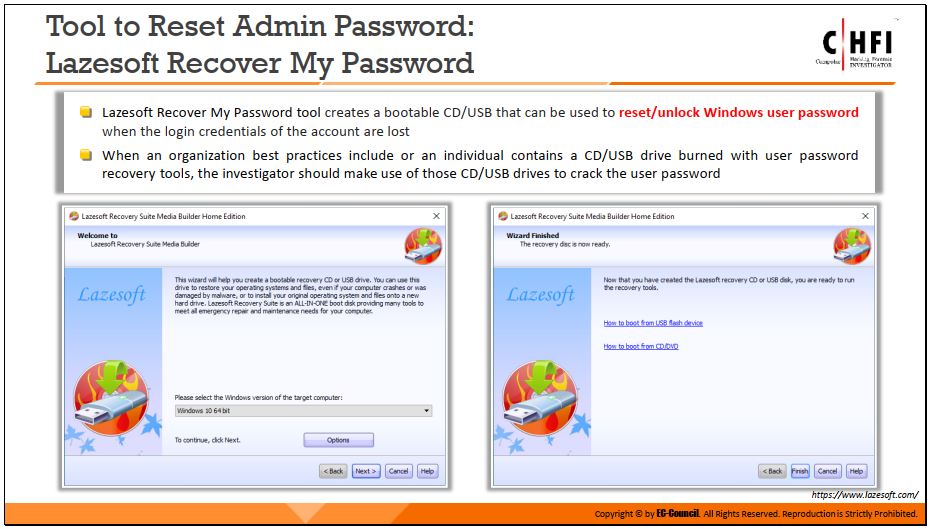 Tool to Reset Admin Password:
Lazesoft Recover My Password
C HFI
Computer Hacking Forensic
INVESTIGATOR
Lazesoft Recover My Password tool creates a bootable CD/USB that can be used to reset/unlock Windows user password
when the login credentials of the account are lost
When an organization best practices include or an individual contains a CD/USB drive burned with user password
recovery tools, the investigator should make use of those CD/USB drives to crack the user password
Lazesoft Recovery Suite Media Builder Home Edition
Welcome to
Lazesoft Recovery Suite Media Builder
Lazesoft
This wizard will help you create a bootable recovery CD or USB drive. You can use this
drive to restore your operating systems and files, even if your computer crashes or was
damaged by malware, or to install your original operating system and files onto a new
hard drive. Lazesoft Recovery Suite is an ALL-IN-ONE boot disk providing many tools to
meet all emergency repair and maintenance needs for your computer.
Please select the Windows version of the target computer:
Windows 10 64 bit
To continue, click Next.
Options
< Back Next > Cancel Help
Lazesoft Recovery Suite Media Builder Home Edition
Wizard Finished
The recovery disc is now ready.
Lazesoft
Now that you have created the Lazesoft recovery CD or USB disk, you are ready to run
the recovery tools.
How to boot from USB flash device
How to boot from CD/DVD
< Back Finish Cancel Help
https://www.lazesoft.com/
Copyright © by EC-Council. All Rights Reserved. Reproduction is Strictly Prohibited.